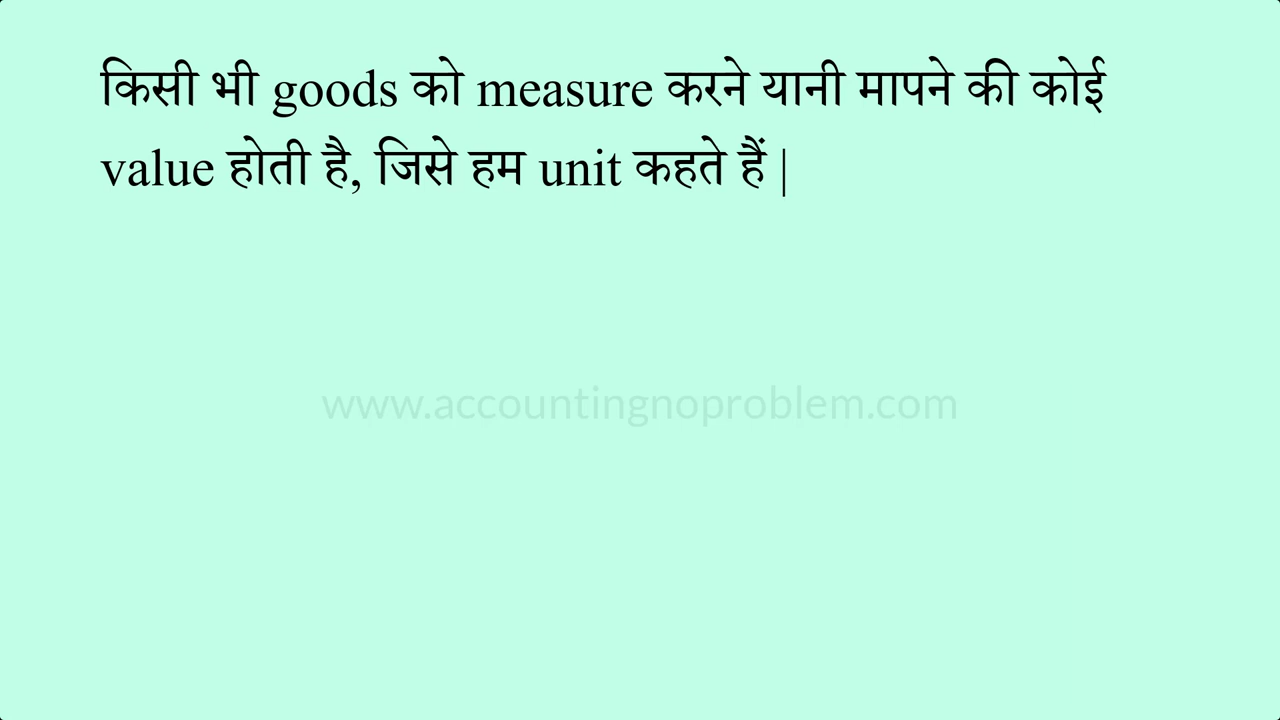 किसी भी goods को measure करने यानी मापने की कोई
value होती है, जिसे हम unit कहते हैं |
www.accountingnoproblem.com